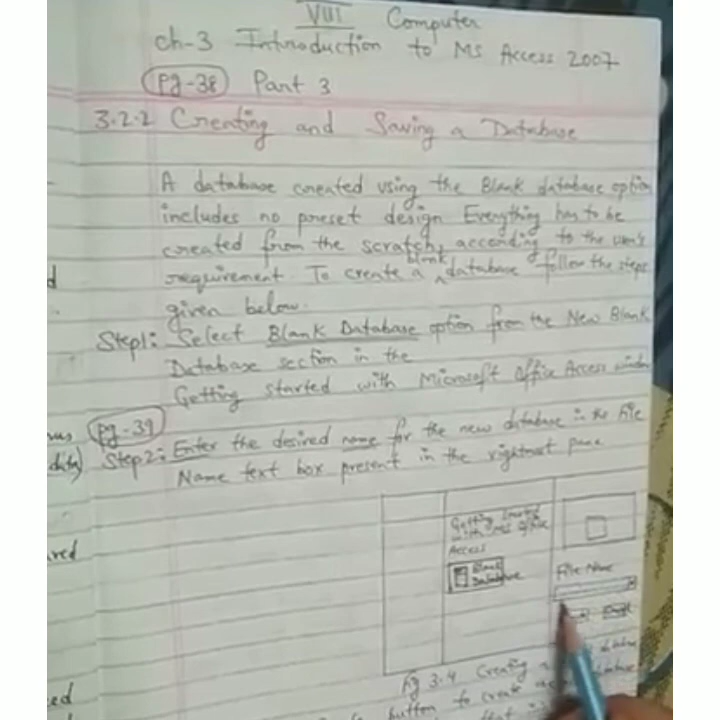 VIII Computer
ch-3 Introduction to MS Access 2007
Pg-38 Part 3
3.2.2 Creating and Saving a Database
A database created using the Blank database option
includes no preset design Everything has to be
created from the scratch, according to the user's
requirement To create a blank database follow the steps
given below.
Step1: Select Blank Database option from the New Blank
Database section in the
Getting started with Microsoft Office Access window
Pg-39
Step2: Enter the desired name for the new database in the File
Name text box present in the rightmost pane
Getting Started
with MS Office
Access
Blank
Database
File Name
Fig 3.4 Creating a
button to create